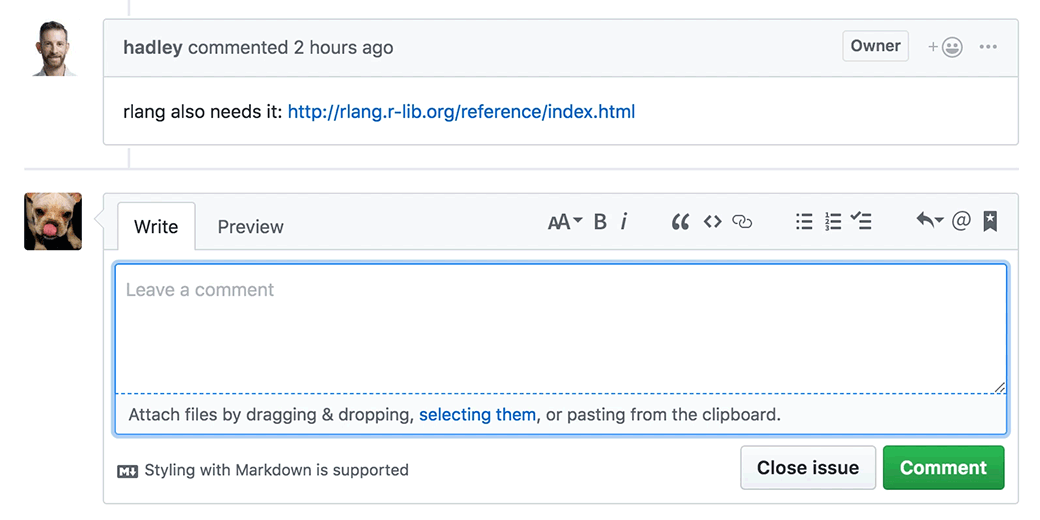 hadley commented 2 hours ago Owner
rlang also needs it: http://rlang.r-lib.org/reference/index.html
Write Preview AA B i @
Leave a comment
Attach files by dragging & dropping, selecting them, or pasting from the clipboard.
Styling with Markdown is supported Close issue Comment